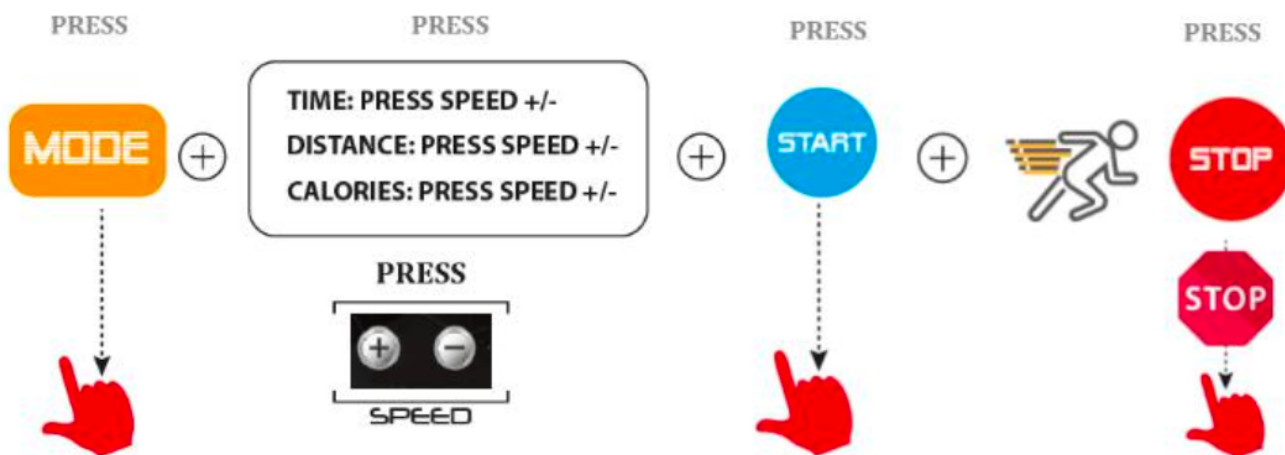 PRESS
PRESS
PRESS
PRESS
MODE
TIME: PRESS SPEED +/-
DISTANCE: PRESS SPEED +/-
CALORIES: PRESS SPEED +/-
START
STOP
PRESS
+ −
SPEED
STOP